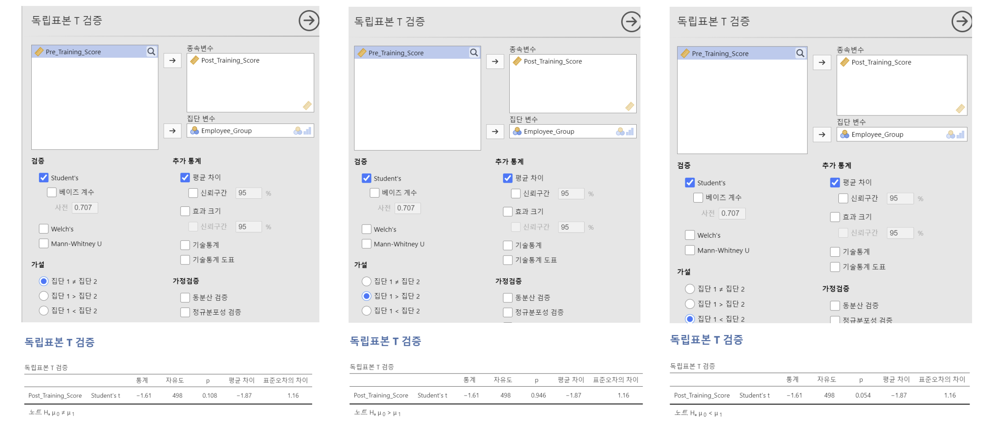 독립표본 T 검증
Pre_Training_Score
종속변수
Post_Training_Score
집단 변수
Employee_Group
검증
Student's
베이즈 계수
사전 0.707
Welch's
Mann-Whitney U
가설
집단 1 ≠ 집단 2
집단 1 > 집단 2
집단 1 < 집단 2
추가 통계
평균 차이
신뢰구간 95 %
효과 크기
신뢰구간 95 %
기술통계
기술통계 도표
가정검증
동분산 검증
정규분포성 검증
독립표본 T 검증
독립표본 T 검증
통계 자유도 p 평균 차이 표준오차의 차이
Post_Training_Score Student's t −1.61 498 0.108 −1.87 1.16
노트. Hₐ μ 0 ≠ μ 1
독립표본 T 검증
Pre_Training_Score
종속변수
Post_Training_Score
집단 변수
Employee_Group
검증
Student's
베이즈 계수
사전 0.707
Welch's
Mann-Whitney U
가설
집단 1 ≠ 집단 2
집단 1 > 집단 2
집단 1 < 집단 2
추가 통계
평균 차이
신뢰구간 95 %
효과 크기
신뢰구간 95 %
기술통계
기술통계 도표
가정검증
동분산 검증
정규분포성 검증
독립표본 T 검증
독립표본 T 검증
통계 자유도 p 평균 차이 표준오차의 차이
Post_Training_Score Student's t −1.61 498 0.946 −1.87 1.16
노트. Hₐ μ 0 > μ 1
독립표본 T 검증
Pre_Training_Score
종속변수
Post_Training_Score
집단 변수
Employee_Group
검증
Student's
베이즈 계수
사전 0.707
Welch's
Mann-Whitney U
가설
집단 1 ≠ 집단 2
집단 1 > 집단 2
집단 1 < 집단 2
추가 통계
평균 차이
신뢰구간 95 %
효과 크기
신뢰구간 95 %
기술통계
기술통계 도표
가정검증
동분산 검증
정규분포성 검증
독립표본 T 검증
독립표본 T 검증
통계 자유도 p 평균 차이 표준오차의 차이
Post_Training_Score Student's t −1.61 498 0.054 −1.87 1.16
노트. Hₐ μ 0 < μ 1